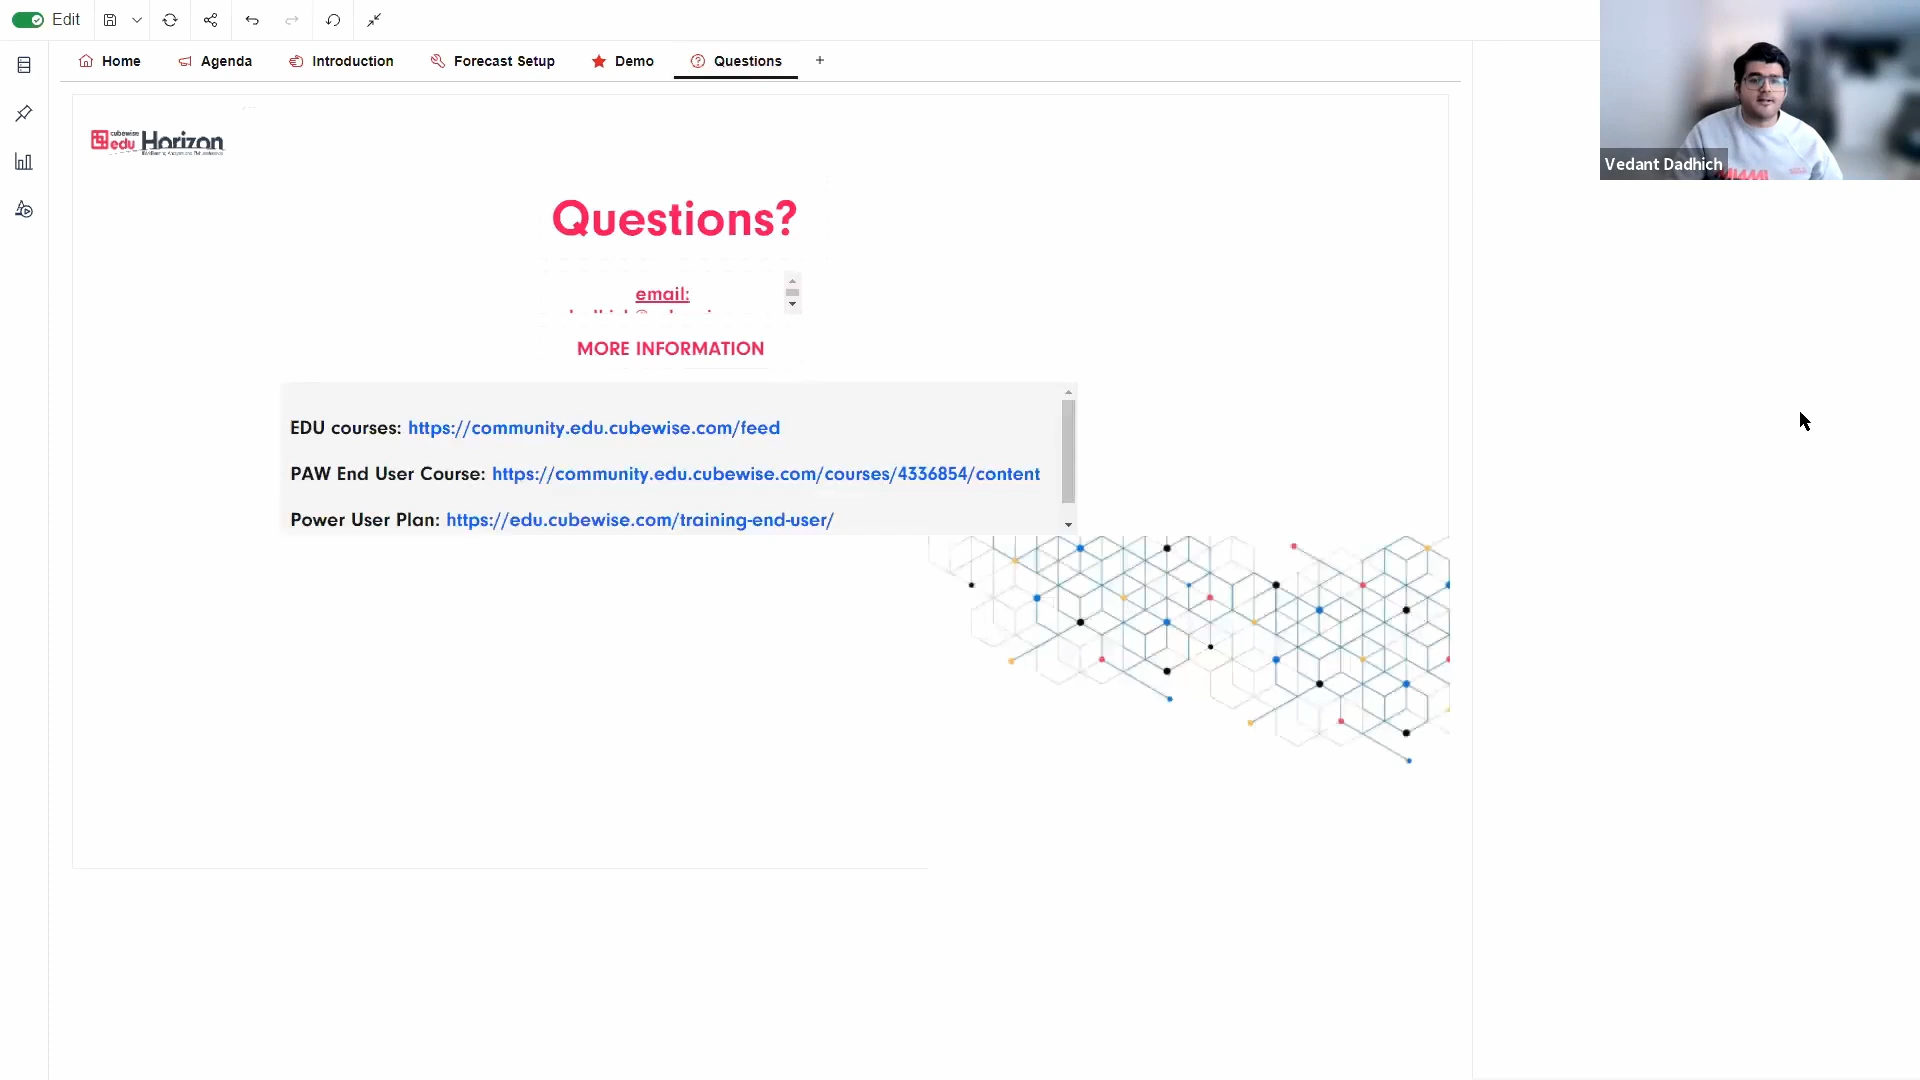 Edit
Home
Agenda
Introduction
Forecast Setup
Demo
Questions
cubewise
edu Horizon
Questions?
email:
MORE INFORMATION
EDU courses: https://community.edu.cubewise.com/feed
PAW End User Course: https://community.edu.cubewise.com/courses/4336854/content
Power User Plan: https://edu.cubewise.com/training-end-user/
Vedant Dadhich
MIAMI